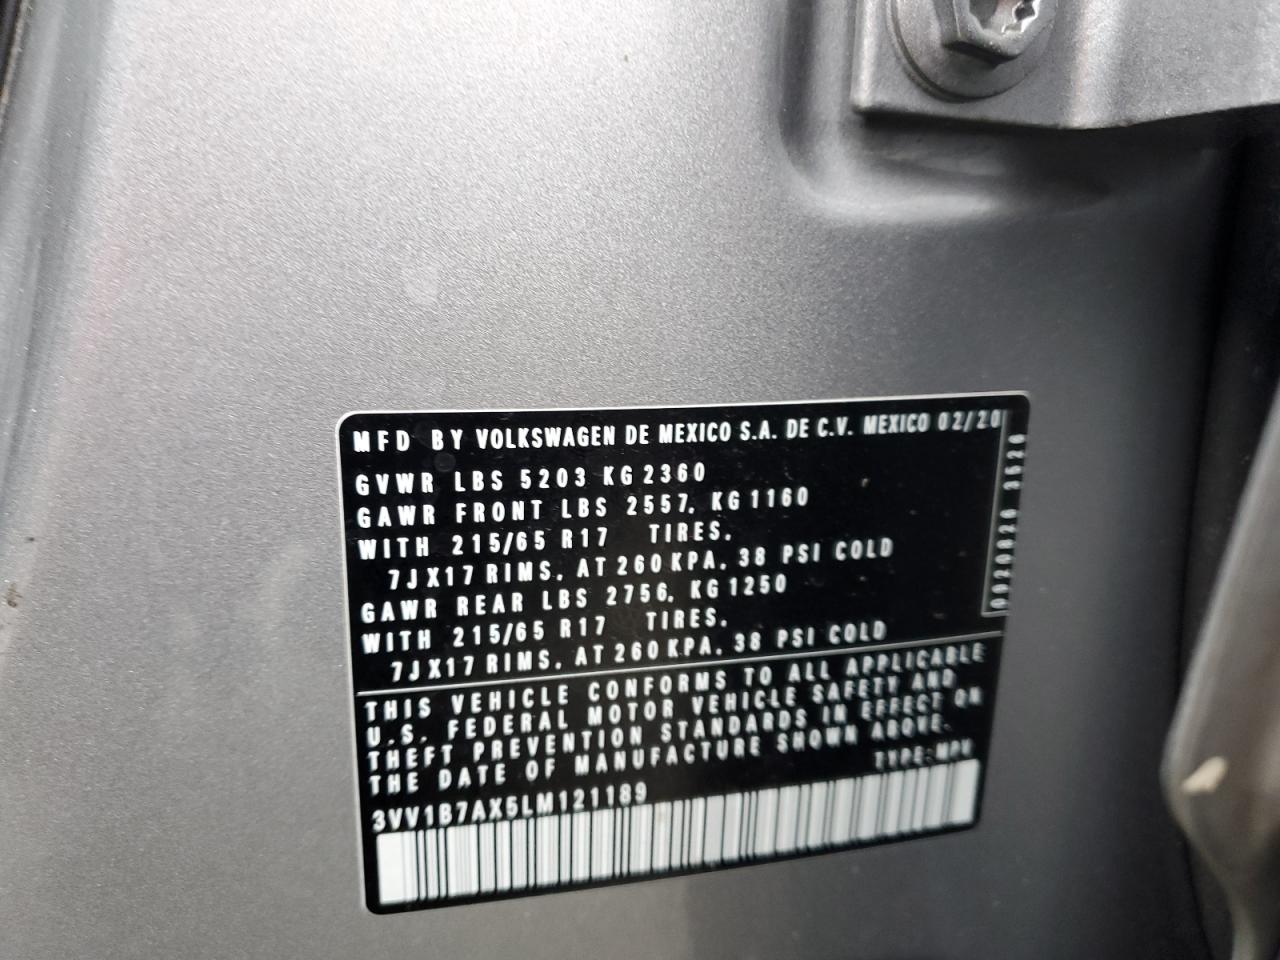 MFD BY VOLKSWAGEN DE MEXICO S.A. DE C.V. MEXICO 02/20
GVWR LBS 5203 KG 2360
GAWR FRONT LBS 2557, KG 1160
WITH 215/65 R17 TIRES,
7JX17 RIMS, AT 260 KPA, 38 PSI COLD
GAWR REAR LBS 2756, KG 1250
WITH 215/65 R17 TIRES,
7JX17 RIMS, AT 260 KPA, 38 PSI COLD
THIS VEHICLE CONFORMS TO ALL APPLICABLE
U.S. FEDERAL MOTOR VEHICLE SAFETY AND
THEFT PREVENTION STANDARDS IN EFFECT ON
THE DATE OF MANUFACTURE SHOWN ABOVE.
TYPE:MPV
3VV1B7AX5LM121189